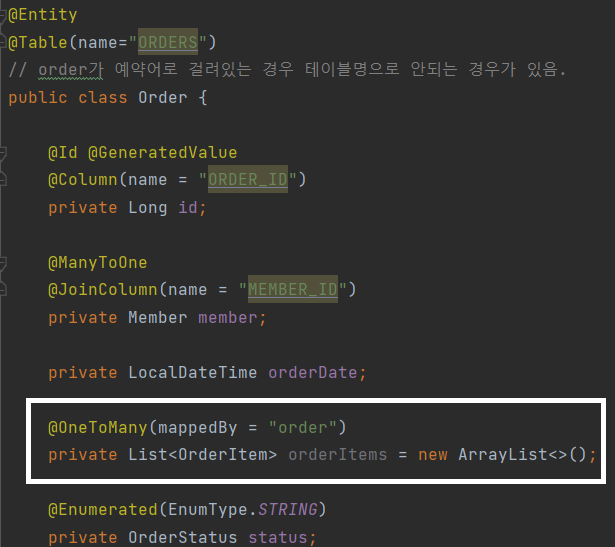 @Entity
@Table(name="ORDERS")
// order가 예약어로 걸려있는 경우 테이블명으로 안되는 경우가 있음.
public class Order {
@Id @GeneratedValue
@Column(name = "ORDER_ID")
private Long id;
@ManyToOne
@JoinColumn(name = "MEMBER_ID")
private Member member;
private LocalDateTime orderDate;
@OneToMany(mappedBy = "order")
private List<OrderItem> orderItems = new ArrayList<>();
@Enumerated(EnumType.STRING)
private OrderStatus status;